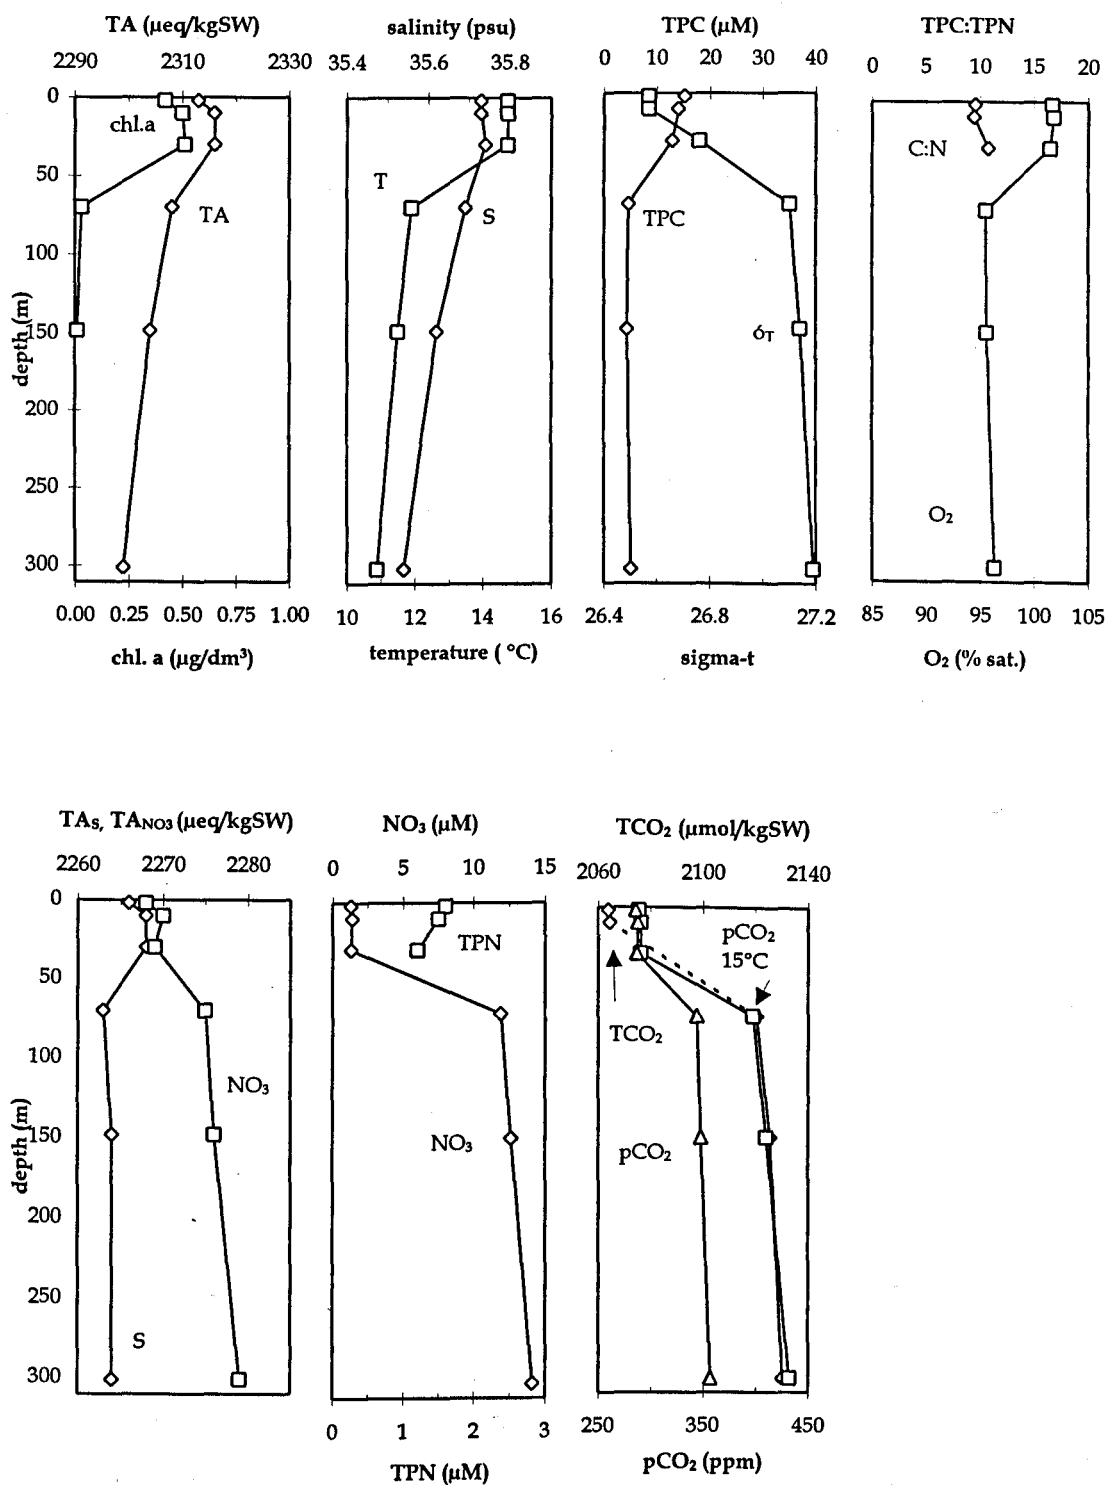 TA (µeq/kgSW)
2290 2310 2330
salinity (psu)
35.4 35.6 35.8
TPC (µM)
0 10 20 30 40
TPC:TPN
0 5 10 15 20
0
50
100
150
200
250
300
depth (m)
chl.a
TA
T
S
TPC
σT
C:N
O₂
0.00 0.25 0.50 0.75 1.00
chl. a (µg/dm³)
10 12 14 16
temperature ( °C)
26.4 26.8 27.2
sigma-t
85 90 95 100 105
O₂ (% sat.)
TAS, TANO₃ (µeq/kgSW)
2260 2270 2280
NO₃ (µM)
0 5 10 15
TCO₂ (µmol/kgSW)
2060 2100 2140
0
50
100
150
200
250
300
depth (m)
NO₃
S
TPN
NO₃
pCO₂
15°C
TCO₂
pCO₂
0 1 2 3
TPN (µM)
250 350 450
pCO₂ (ppm)